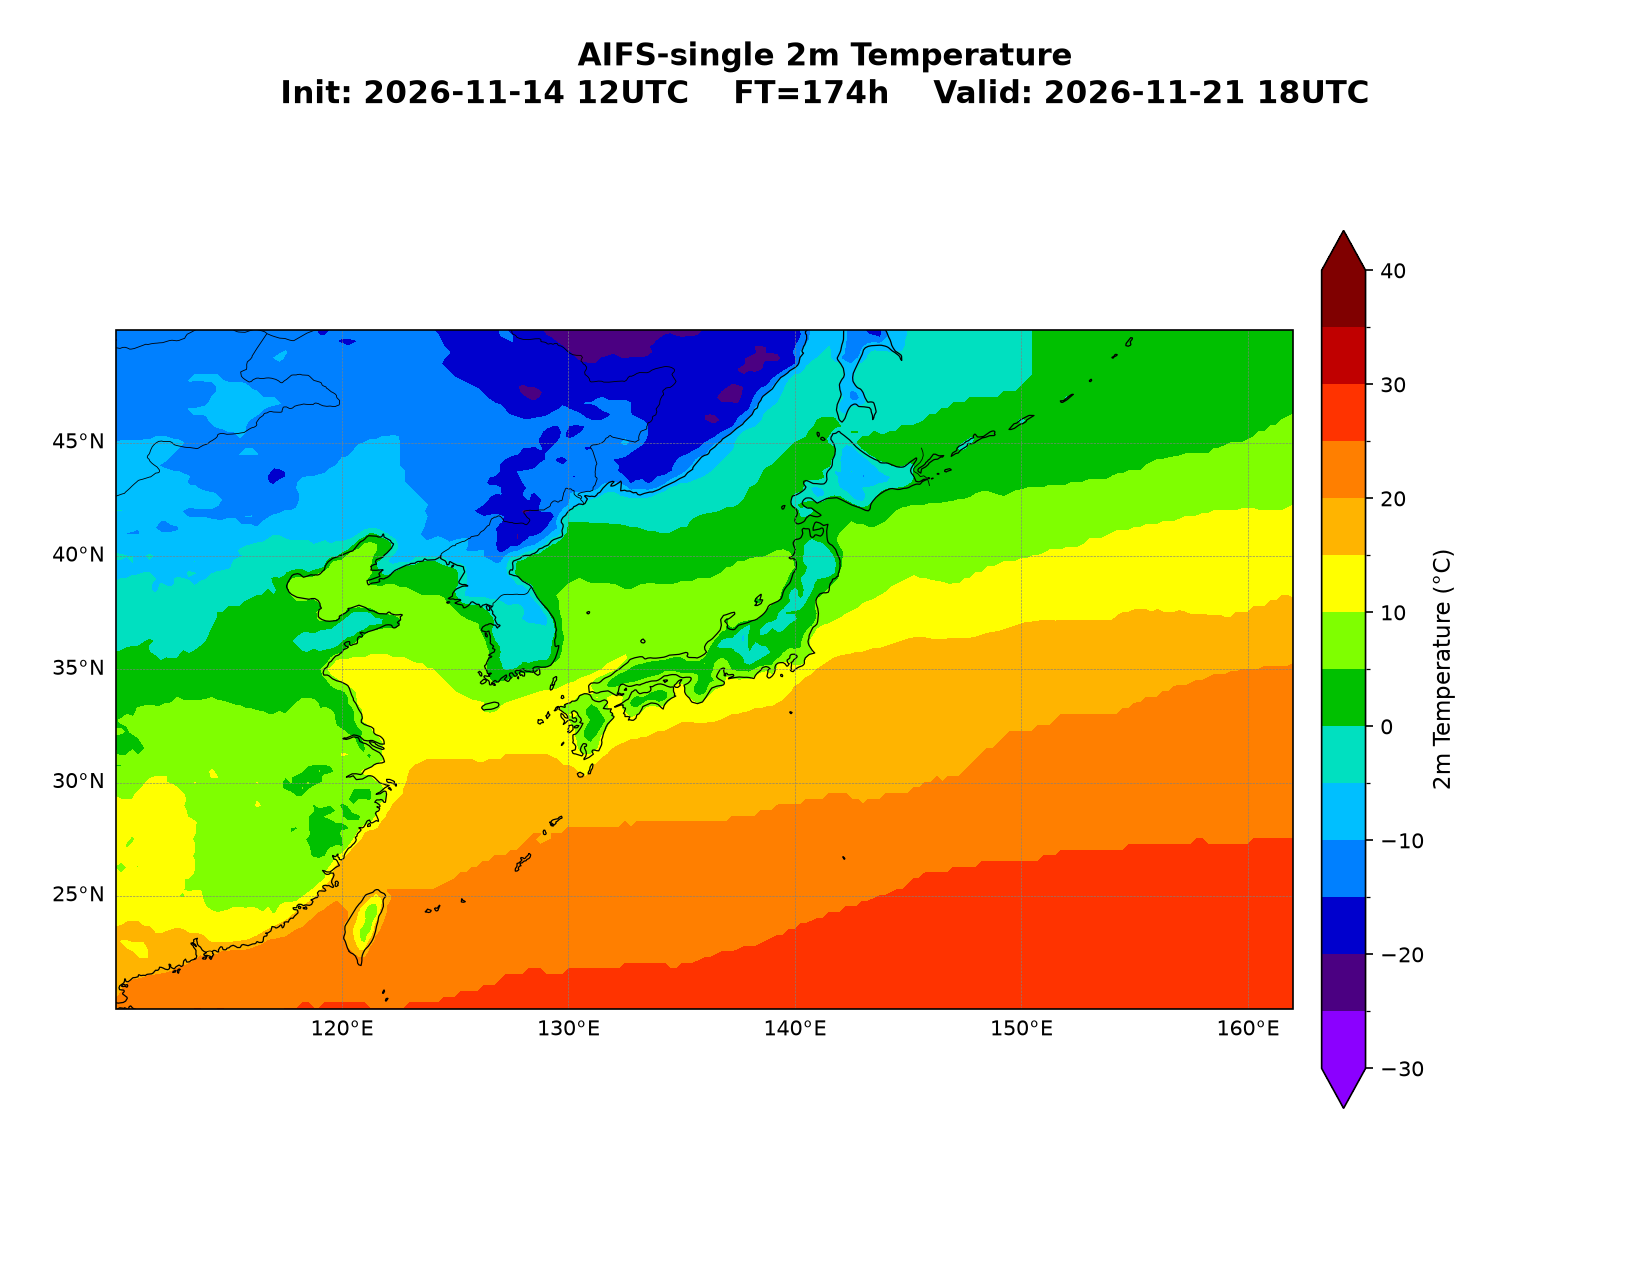 AIFS-single 2m Temperature
Init: 2026-11-14 12UTC    FT=174h    Valid: 2026-11-21 18UTC
45°N
40°N
35°N
30°N
25°N
120°E
130°E
140°E
150°E
160°E
40
30
20
10
0
−10
−20
−30
2m Temperature (°C)